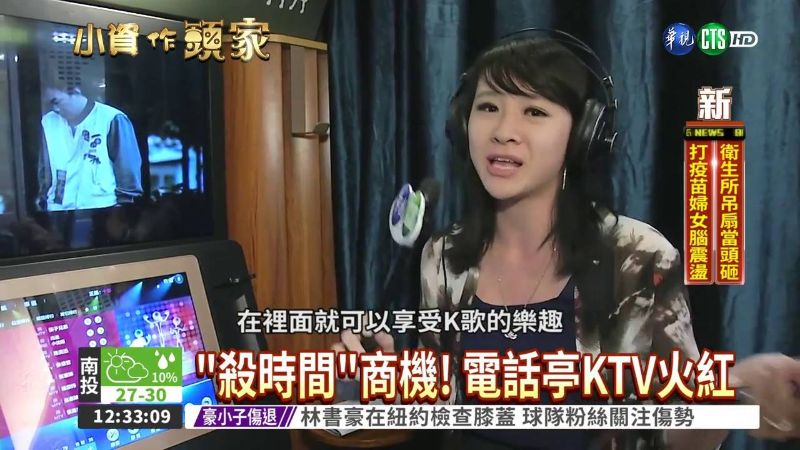 小資作頭家
華視 CTS HD
新
NEWS
衛生所吊扇當頭砸
打疫苗婦女腦震盪
在裡面就可以享受K歌的樂趣
南投
10%
27-30
"殺時間"商機! 電話亭KTV火紅
12:33:09
豪小子傷退
林書豪在紐約檢查膝蓋 球隊粉絲關注傷勢